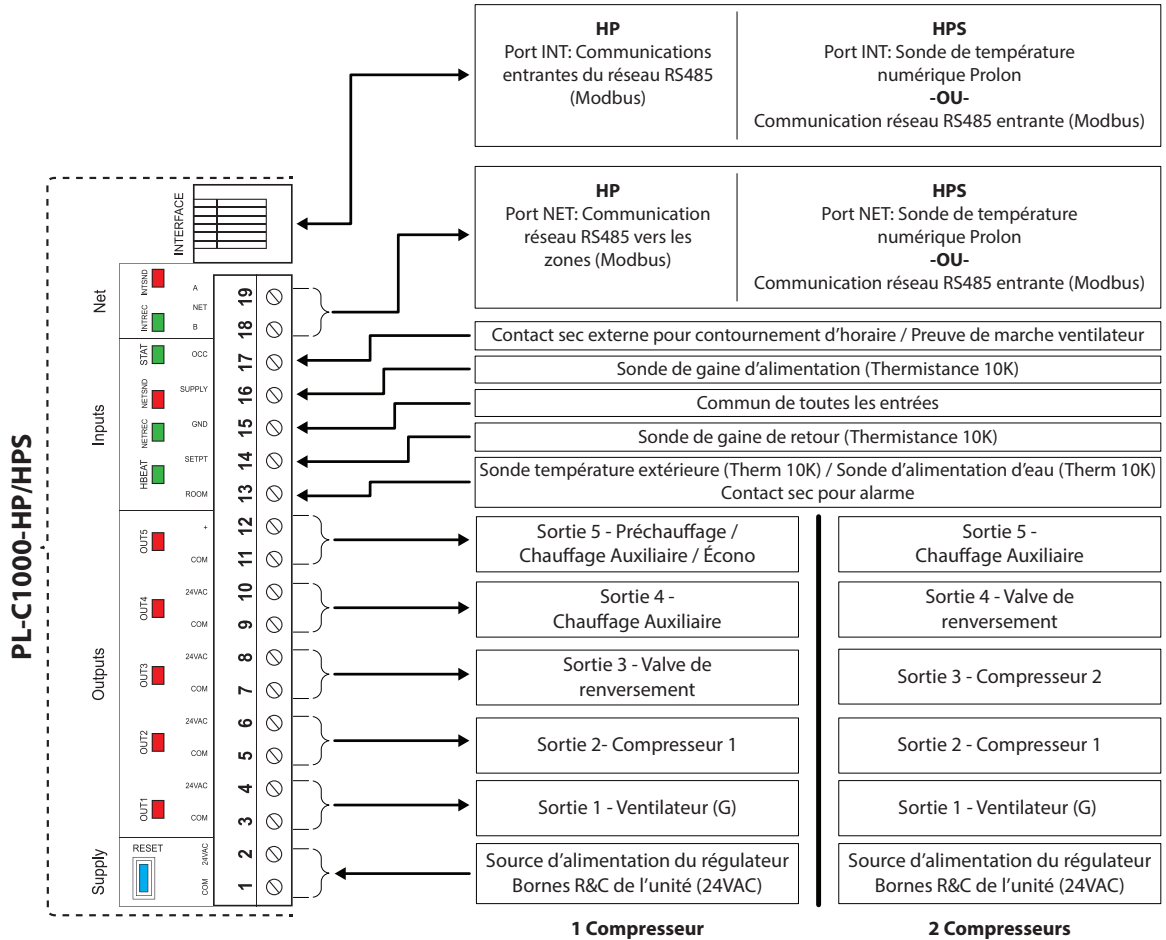 HP
Port INT: Communications
entrantes du réseau RS485
(Modbus)
HPS
Port INT: Sonde de température
numérique Prolon
-OU-
Communication réseau RS485 entrante (Modbus)
HP
Port NET: Communication
réseau RS485 vers les
zones (Modbus)
HPS
Port NET: Sonde de température
numérique Prolon
-OU-
Communication réseau RS485 entrante (Modbus)
Contact sec externe pour contournement d'horaire / Preuve de marche ventilateur
Sonde de gaine d'alimentation (Thermistance 10K)
Commun de toutes les entrées
Sonde de gaine de retour (Thermistance 10K)
Sonde température extérieure (Therm 10K) / Sonde d'alimentation d'eau (Therm 10K)
Contact sec pour alarme
Sortie 5 - Préchauffage /
Chauffage Auxiliaire / Écono
Sortie 5 -
Chauffage Auxiliaire
Sortie 4 -
Chauffage Auxiliaire
Sortie 4 - Valve de
renversement
Sortie 3 - Valve de
renversement
Sortie 3 - Compresseur 2
Sortie 2- Compresseur 1
Sortie 2 - Compresseur 1
Sortie 1 - Ventilateur (G)
Sortie 1 - Ventilateur (G)
Source d'alimentation du régulateur
Bornes R&C de l'unité (24VAC)
Source d'alimentation du régulateur
Bornes R&C de l'unité (24VAC)
1 Compresseur
2 Compresseurs
PL-C1000-HP/HPS
INTERFACE
Net
INTSND
INTREC
A
NET
B
19
18
Inputs
STAT
NETSND
NETREC
HBEAT
OCC
SUPPLY
GND
SETPT
ROOM
17
16
15
14
13
Outputs
OUT5
+
COM
12
11
OUT4
24VAC
COM
10
9
OUT3
24VAC
COM
8
7
OUT2
24VAC
COM
6
5
OUT1
24VAC
COM
4
3
Supply
RESET
24VAC
COM
2
1